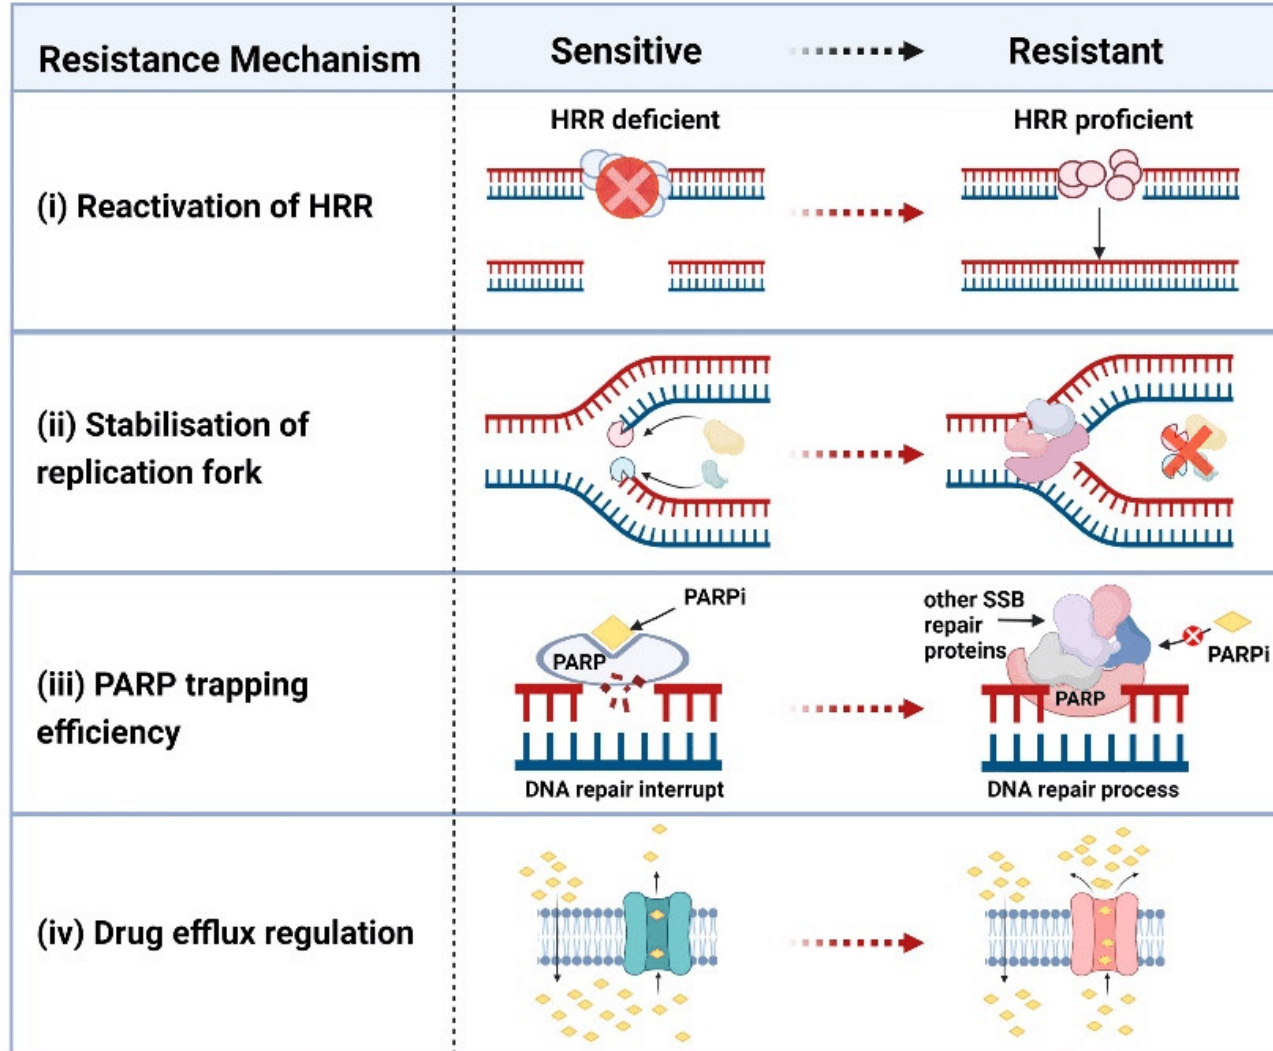 Resistance Mechanism
Sensitive
Resistant
(i) Reactivation of HRR
HRR deficient
HRR proficient
(ii) Stabilisation of
replication fork
(iii) PARP trapping
efficiency
PARPi
PARP
DNA repair interrupt
other SSB
repair
proteins
PARPi
PARP
DNA repair process
(iv) Drug efflux regulation